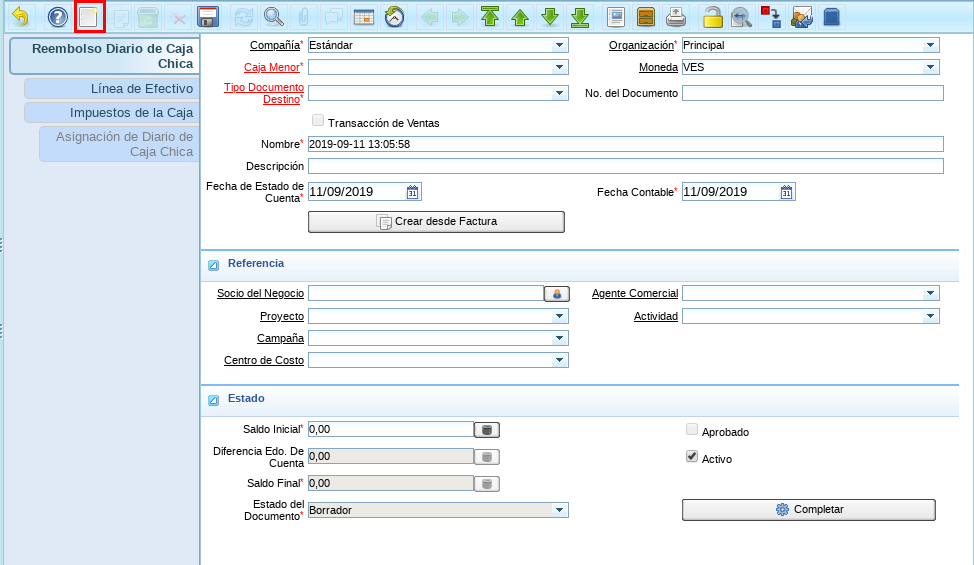 Reembolso Diario de Caja
Chica
Línea de Efectivo
Impuestos de la Caja
Asignación de Diario de
Caja Chica
Compañía* Estándar Organización* Principal
Caja Menor* Moneda VES
Tipo Documento
Destino* No. del Documento
Transacción de Ventas
Nombre* 2019-09-11 13:05:58
Descripción
Fecha de Estado de
Cuenta* 11/09/2019 31 Fecha Contable* 11/09/2019 31
Crear desde Factura
Referencia
Socio del Negocio Agente Comercial
Proyecto Actividad
Campaña
Centro de Costo
Estado
Saldo Inicial* 0,00 Aprobado
Diferencia Edo. De
Cuenta 0,00 Activo
Saldo Final* 0,00
Estado del
Documento* Borrador Completar